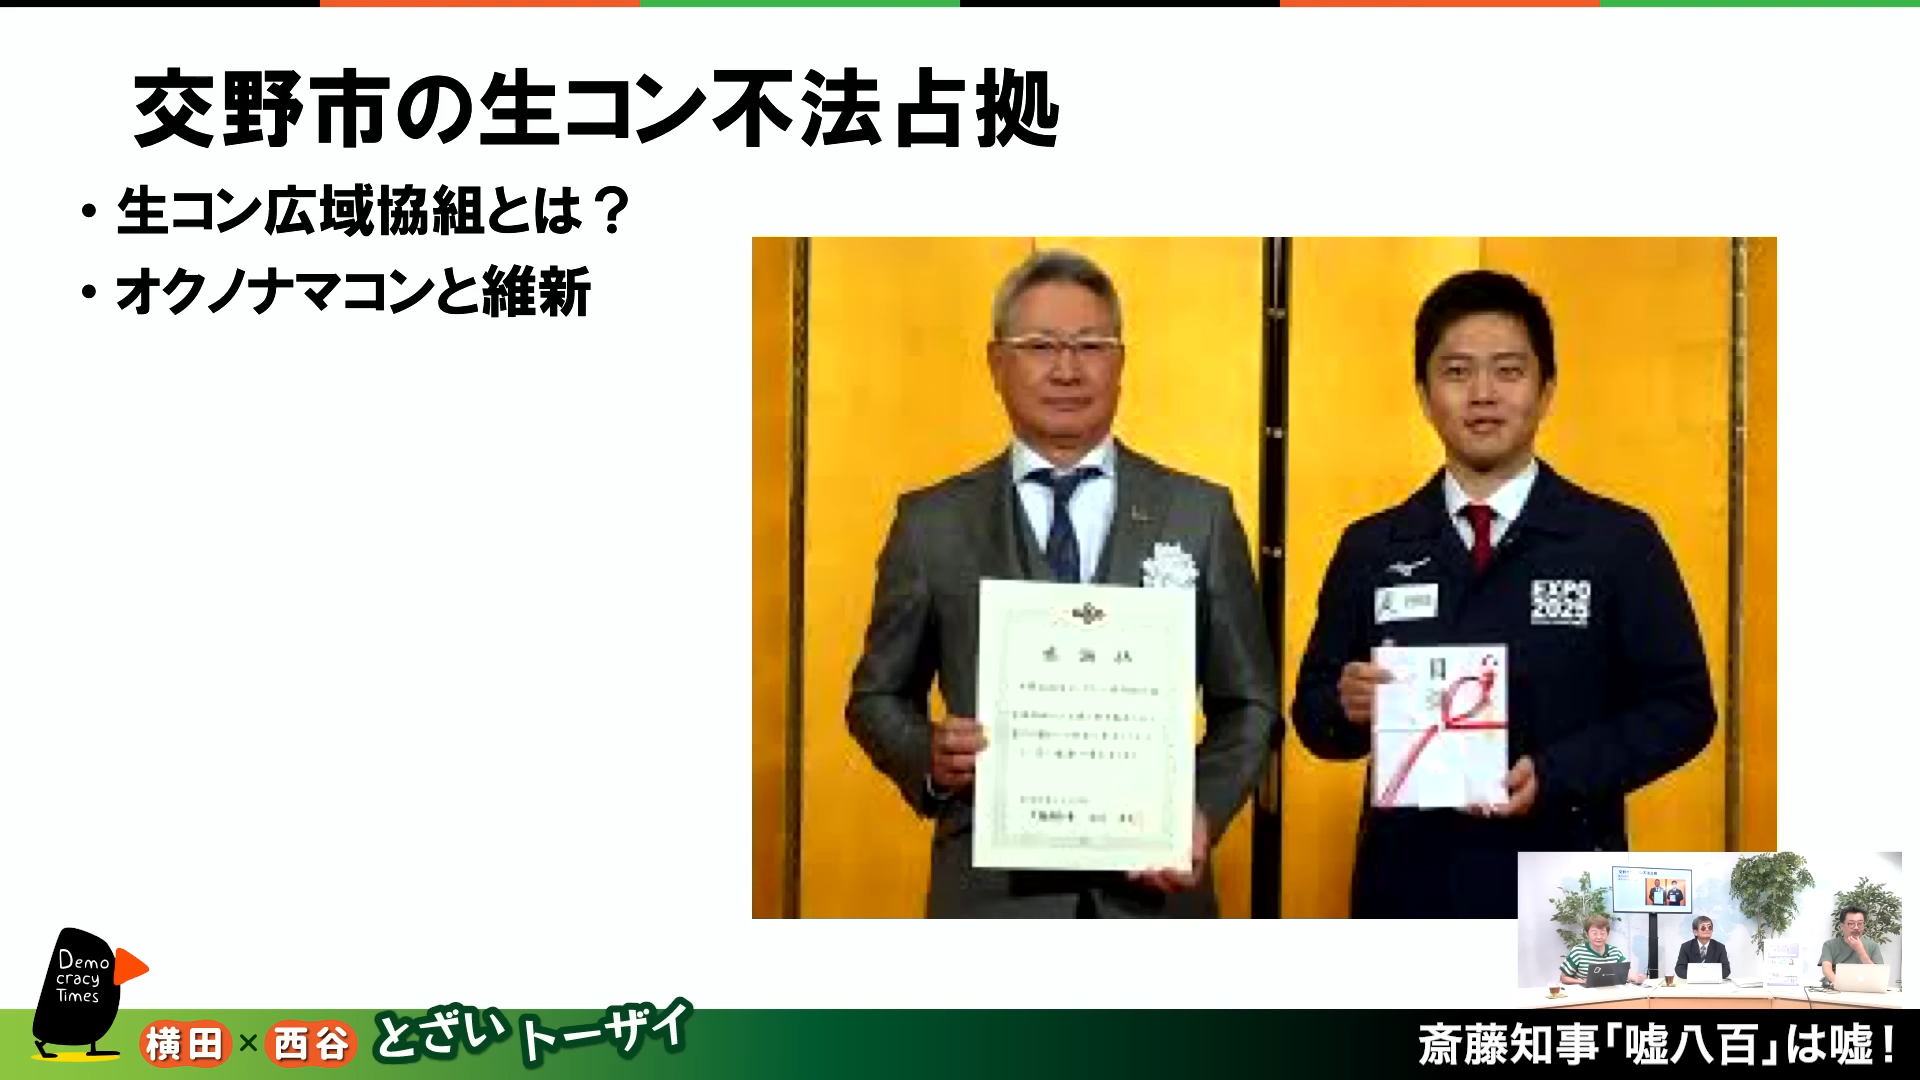 交野市の生コン不法占拠
・生コン広域協組とは？
・オクノナマコンと維新
EXPO
2025
目
Demo
cracy
Times
横田×西谷 とざいトーザイ
斎藤知事「嘘八百」は嘘！